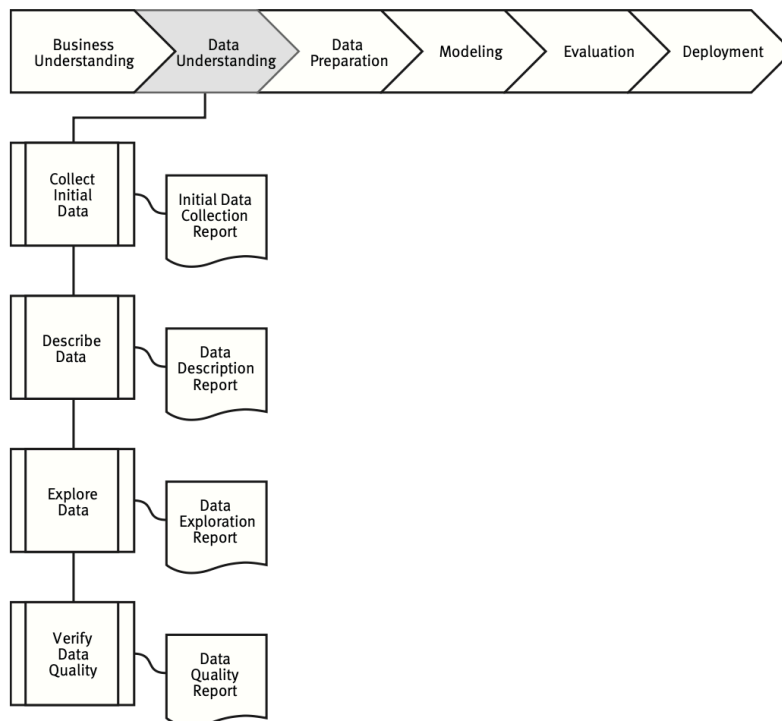 Business
Understanding
Data
Understanding
Data
Preparation
Modeling
Evaluation
Deployment
Collect
Initial
Data
Initial Data
Collection
Report
Describe
Data
Data
Description
Report
Explore
Data
Data
Exploration
Report
Verify
Data
Quality
Data
Quality
Report